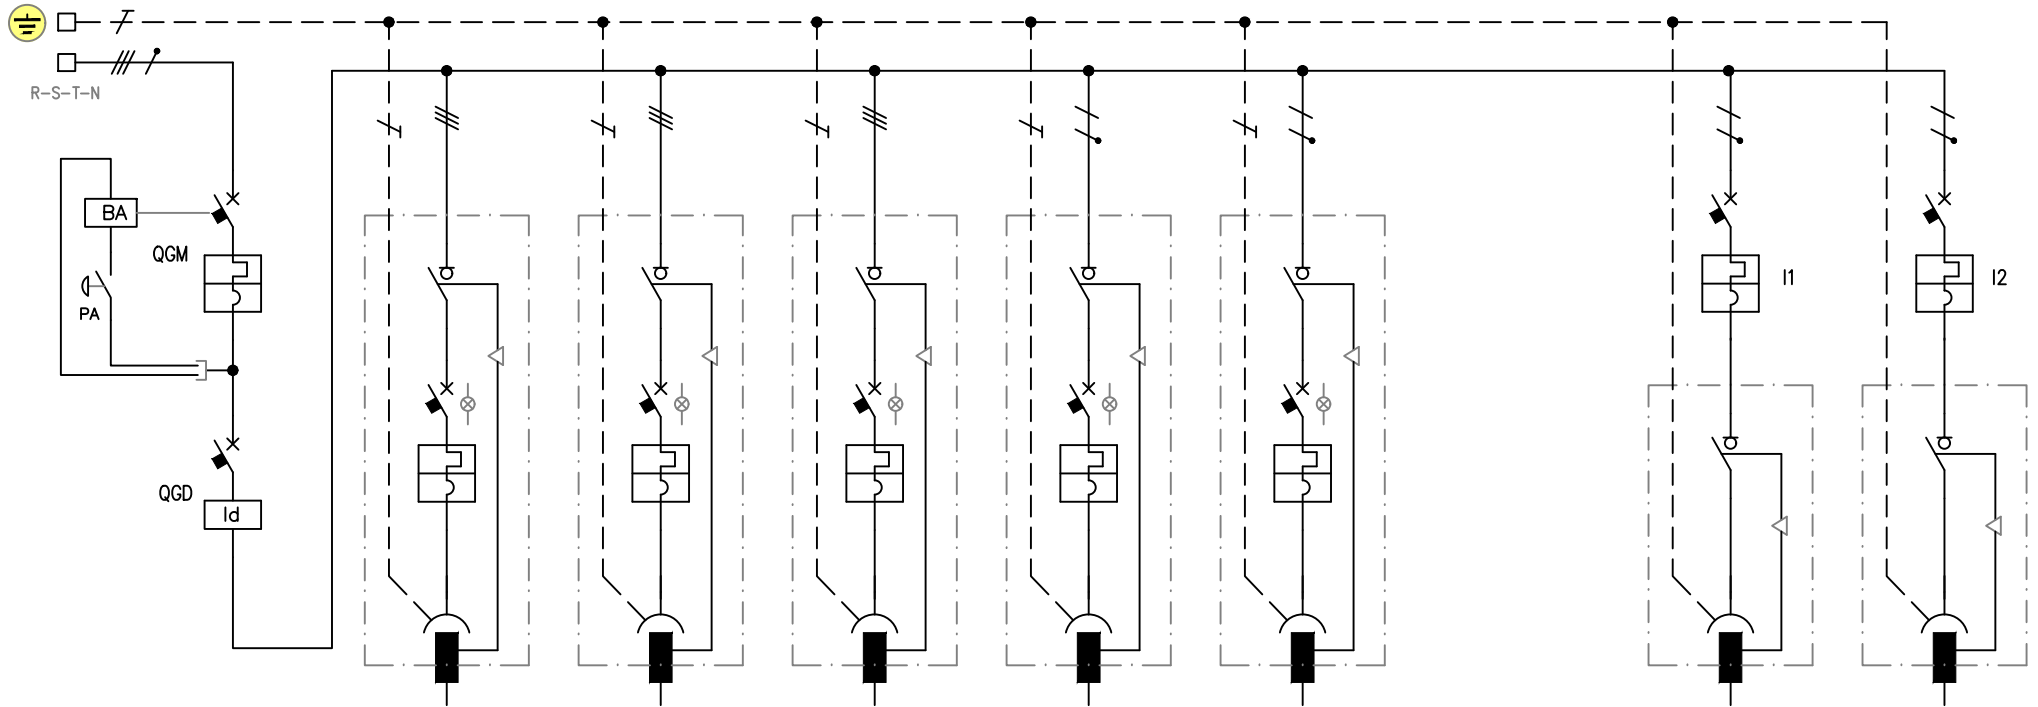 R-S-T-N
BA
QGM
I1
I2
PA
QGD
Id